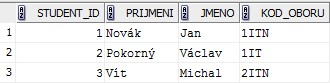 STUDENT_ID PRIJMENI JMENO KOD_OBORU
1 1 Novák Jan 1ITN
2 2 Pokorný Václav 1IT
3 3 Vít Michal 2ITN